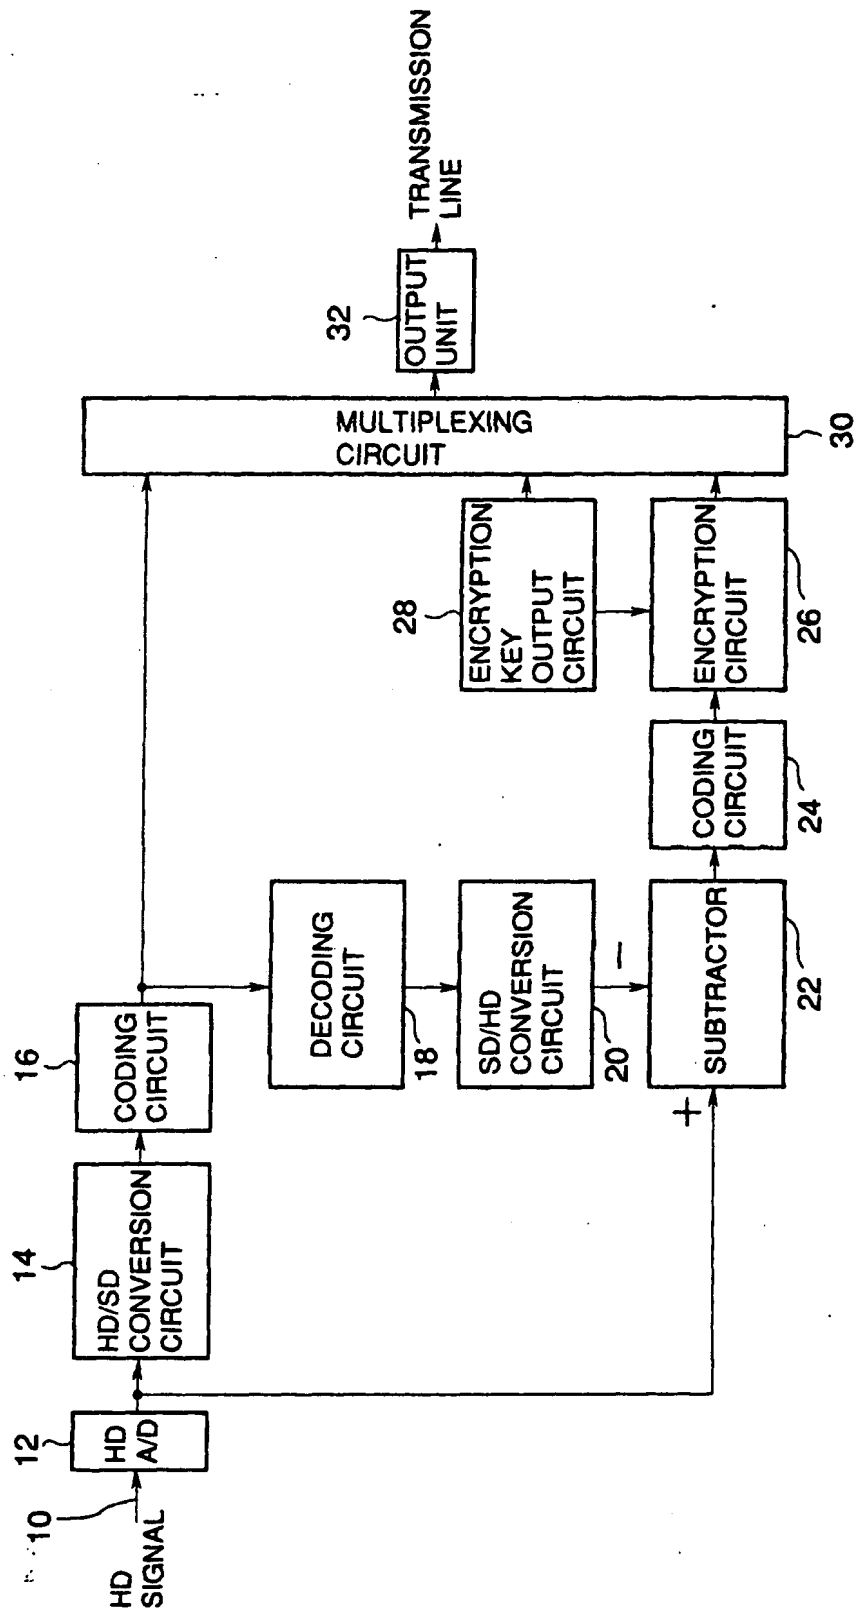 HD
SIGNAL
10
12
HD
A/D
14
HD/SD
CONVERSION
CIRCUIT
16
CODING
CIRCUIT
DECODING
CIRCUIT
18
SD/HD
CONVERSION
CIRCUIT
20
−
+
SUBTRACTOR
22
CODING
CIRCUIT
24
ENCRYPTION
CIRCUIT
26
28
ENCRYPTION
KEY
OUTPUT
CIRCUIT
MULTIPLEXING
CIRCUIT
30
32
OUTPUT
UNIT
TRANSMISSION
LINE